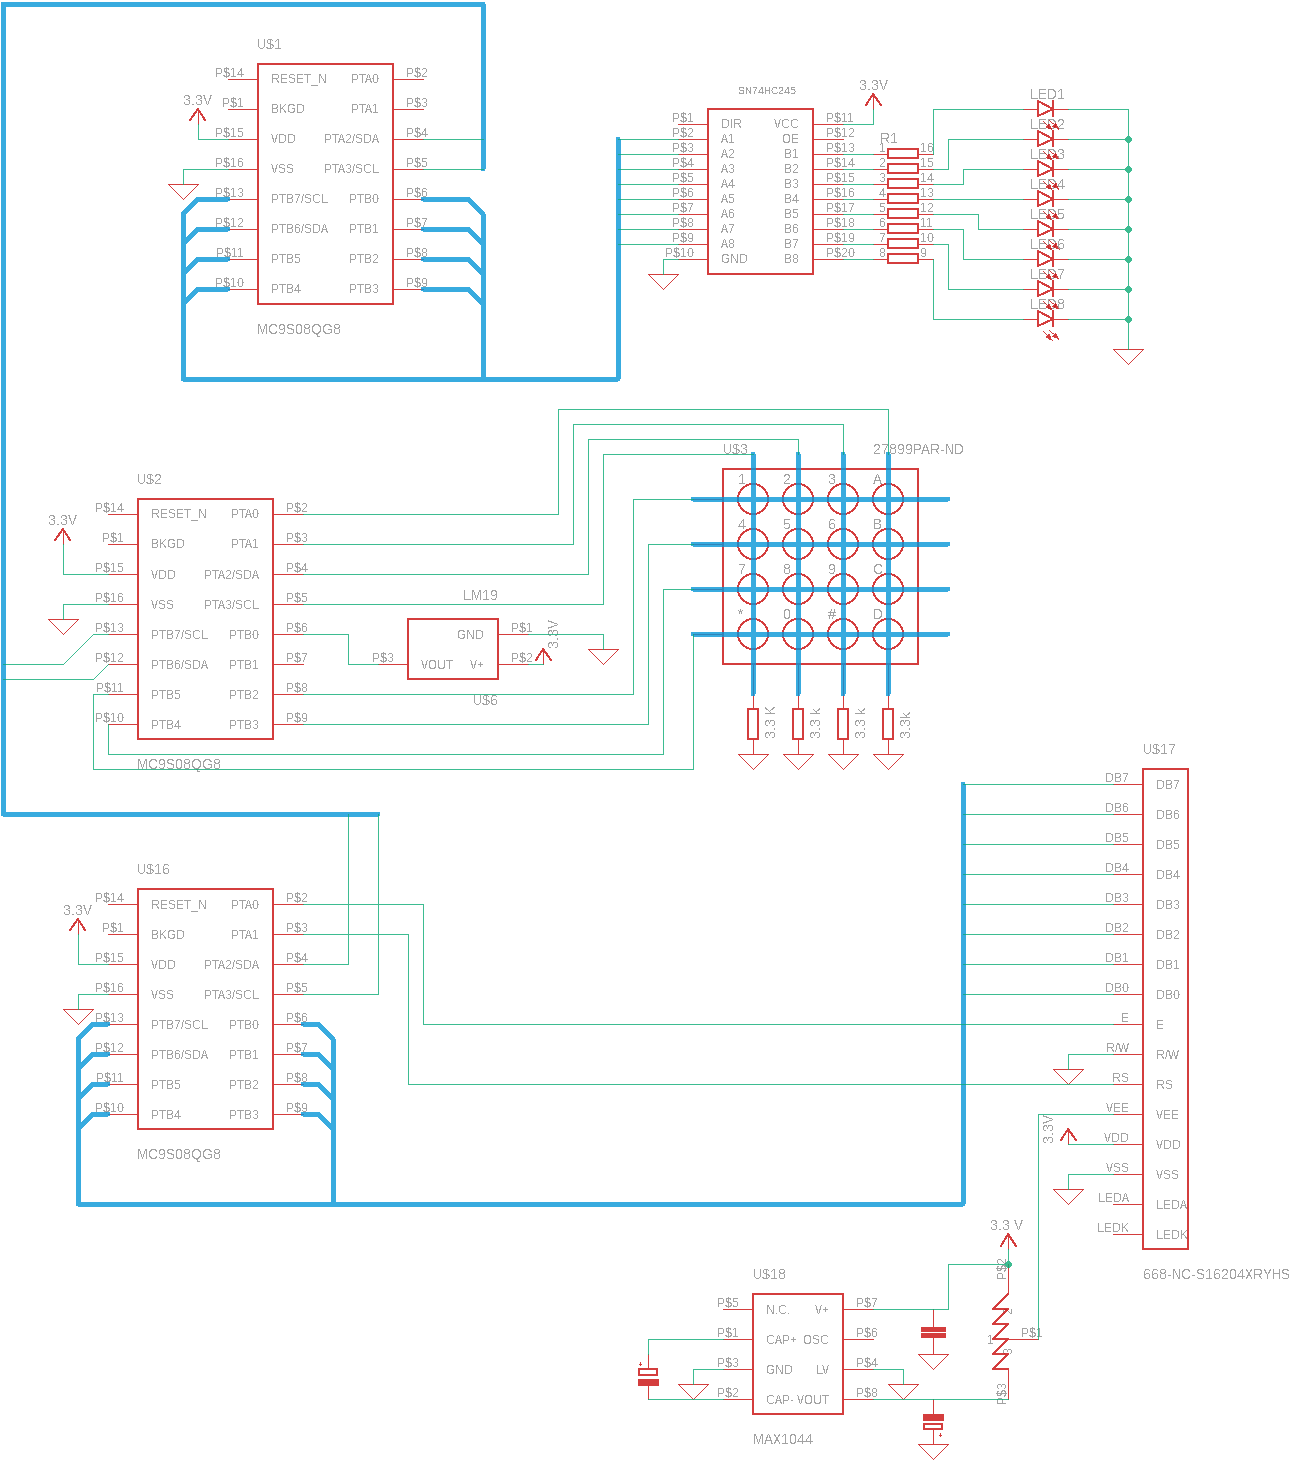 U$1
P$14 RESET_N PTA0 P$2
3.3V P$1 BKGD PTA1 P$3
P$15 VDD PTA2/SDA P$4
P$16 VSS PTA3/SCL P$5
P$13 PTB7/SCL PTB0 P$6
P$12 PTB6/SDA PTB1 P$7
P$11 PTB5 PTB2 P$8
P$10 PTB4 PTB3 P$9
MC9S08QG8
SN74HC245
3.3V
P$1 DIR VCC P$11
P$2 A1 OE P$12
P$3 A2 B1 P$13
P$4 A3 B2 P$14
P$5 A4 B3 P$15
P$6 A5 B4 P$16
P$7 A6 B5 P$17
P$8 A7 B6 P$18
P$9 A8 B7 P$19
P$10 GND B8 P$20
R1
1 16
2 15
3 14
4 13
5 12
6 11
7 10
8 9
LED1
LED2
LED3
LED4
LED5
LED6
LED7
LED8
U$2
P$14 RESET_N PTA0 P$2
3.3V
P$1 BKGD PTA1 P$3
P$15 VDD PTA2/SDA P$4
P$16 VSS PTA3/SCL P$5
P$13 PTB7/SCL PTB0 P$6
P$12 PTB6/SDA PTB1 P$7
P$11 PTB5 PTB2 P$8
P$10 PTB4 PTB3 P$9
MC9S08QG8
LM19
GND P$1
3.3V
P$3 VOUT V+ P$2
U$6
U$3 27899PAR-ND
1 2 3 A
4 5 6 B
7 8 9 C
* 0 # D
3.3 K 3.3 k 3.3 k 3.3k
U$16
P$14 RESET_N PTA0 P$2
3.3V
P$1 BKGD PTA1 P$3
P$15 VDD PTA2/SDA P$4
P$16 VSS PTA3/SCL P$5
P$13 PTB7/SCL PTB0 P$6
P$12 PTB6/SDA PTB1 P$7
P$11 PTB5 PTB2 P$8
P$10 PTB4 PTB3 P$9
MC9S08QG8
U$17
DB7 DB7
DB6 DB6
DB5 DB5
DB4 DB4
DB3 DB3
DB2 DB2
DB1 DB1
DB0 DB0
E E
R/W R/W
RS RS
VEE VEE
3.3V
VDD VDD
VSS VSS
LEDA LEDA
LEDK LEDK
668-NC-S16204XRYHS
3.3 V
P$2
2
1 P$1
3
P$3
U$18
P$5 N.C. V+ P$7
P$1 CAP+ OSC P$6
P$3 GND LV P$4
P$2 CAP- VOUT P$8
MAX1044